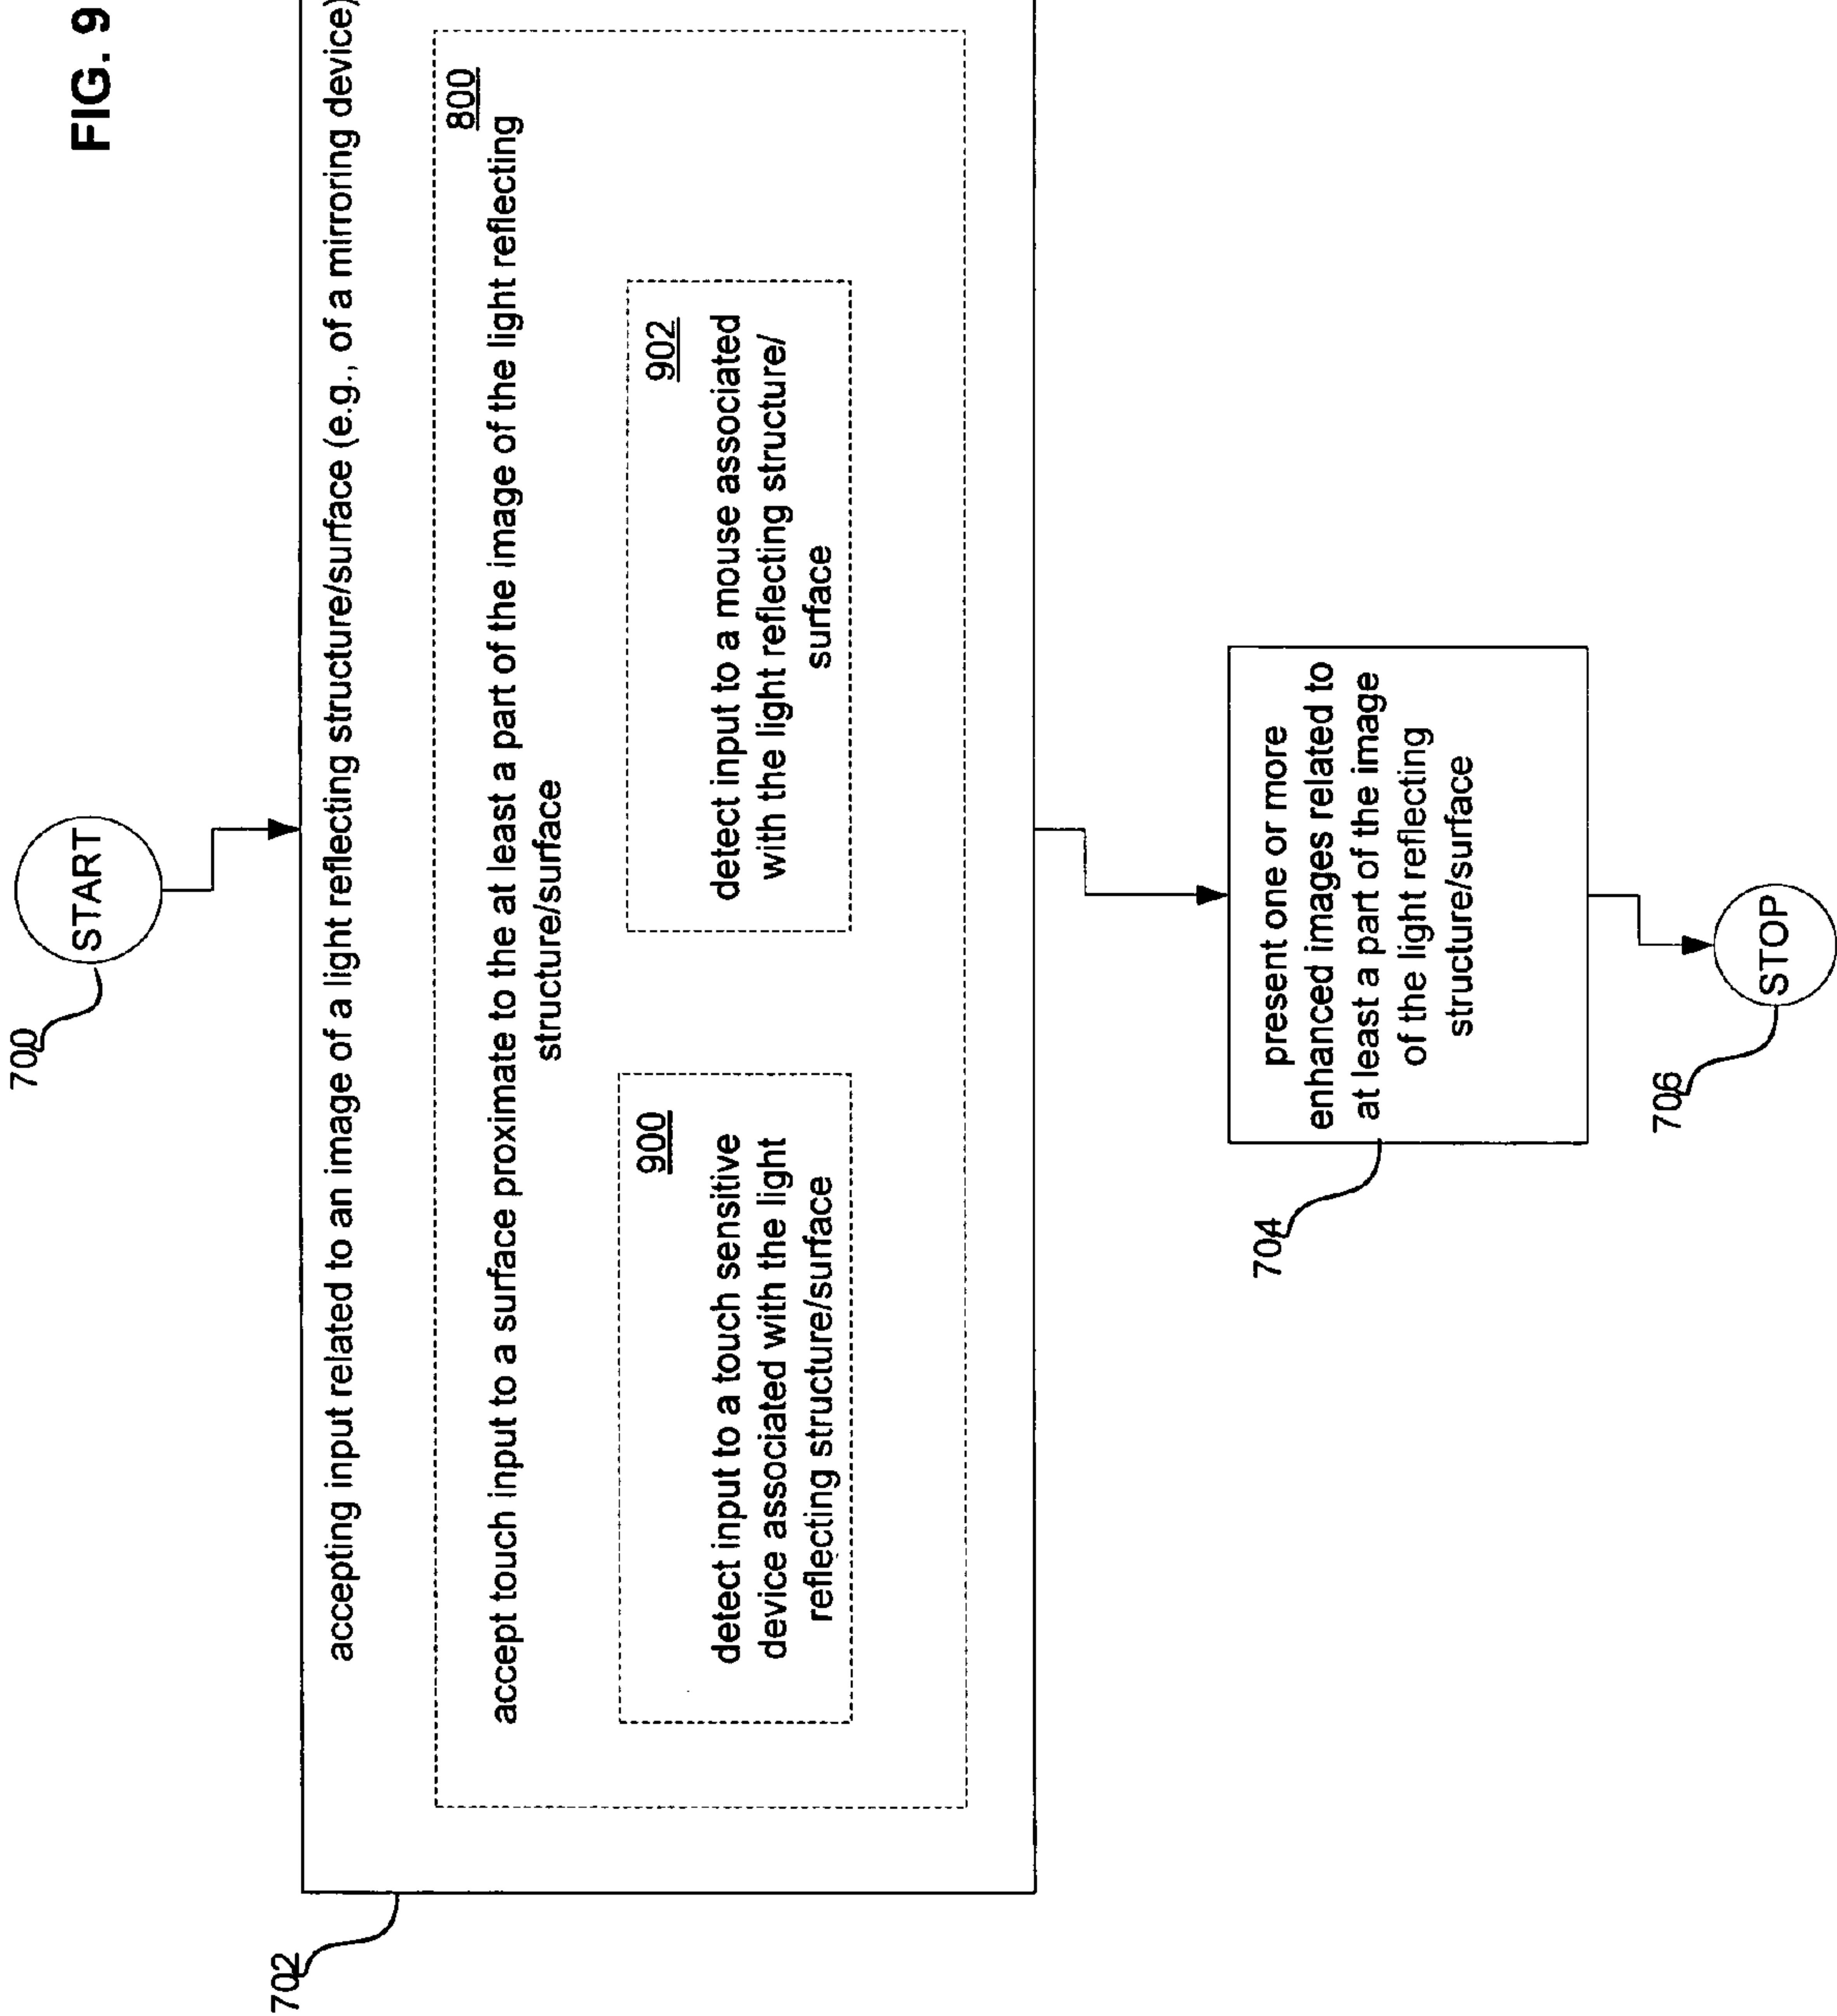 FIG. 9
700
START
702
accepting input related to an image of a light reflecting structure/surface (e.g., of a mirroring device)
800
accept touch input to a surface proximate to the at least a part of the image of the light reflecting
structure/surface
900
detect input to a touch sensitive
device associated with the light
reflecting structure/surface
902
detect input to a mouse associated
with the light reflecting structure/
surface
704
present one or more
enhanced images related to
at least a part of the image
of the light reflecting
structure/surface
706
STOP